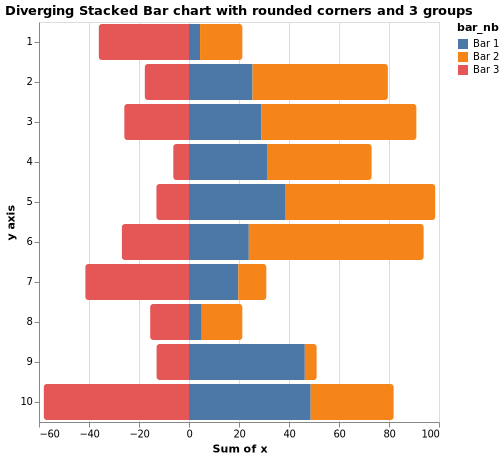 Diverging Stacked Bar chart with rounded corners and 3 groups
bar_nb
Bar 1
Bar 2
Bar 3
y axis
1
2
3
4
5
6
7
8
9
10
−60 −40 −20 0 20 40 60 80 100
Sum of x